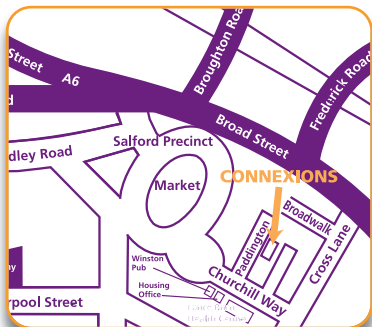 Street A6
Broughton Road
Frederick Road
Broad Street
Salford Precinct
dley Road
Market
CONNEXIONS
Broadwalk
Paddington
Cross Lane
Winston
Pub
Churchill Way
Housing
Office
rpool Street